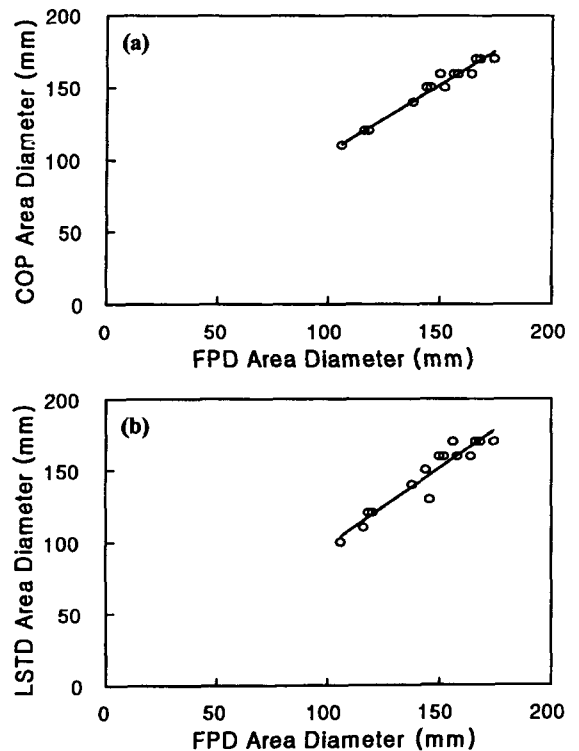 (a)
COP Area Diameter (mm)
200
150
100
50
0
0 50 100 150 200
FPD Area Diameter (mm)
(b)
LSTD Area Diameter (mm)
200
150
100
50
0
0 50 100 150 200
FPD Area Diameter (mm)